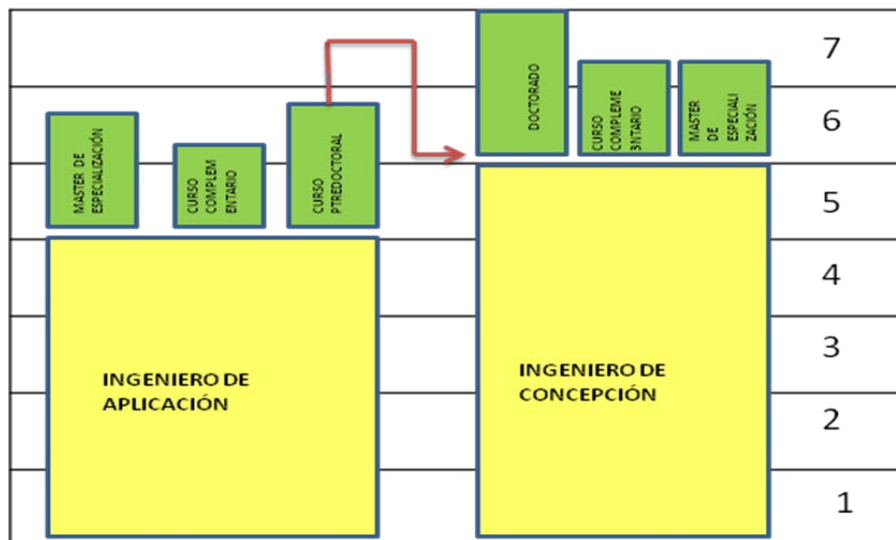 7
DOCTORADO
CURSO
COMPLEME
3NTARIO
MASTER
DE
ESPECIALI
ZACIÓN
6
MASTER DE
ESPECIALIZACIÓN
CURSO
COMPLEM
ENTARIO
CURSO
PTREDOCTORAL
5
4
3
INGENIERO DE
APLICACIÓN
INGENIERO DE
CONCEPCIÓN
2
1